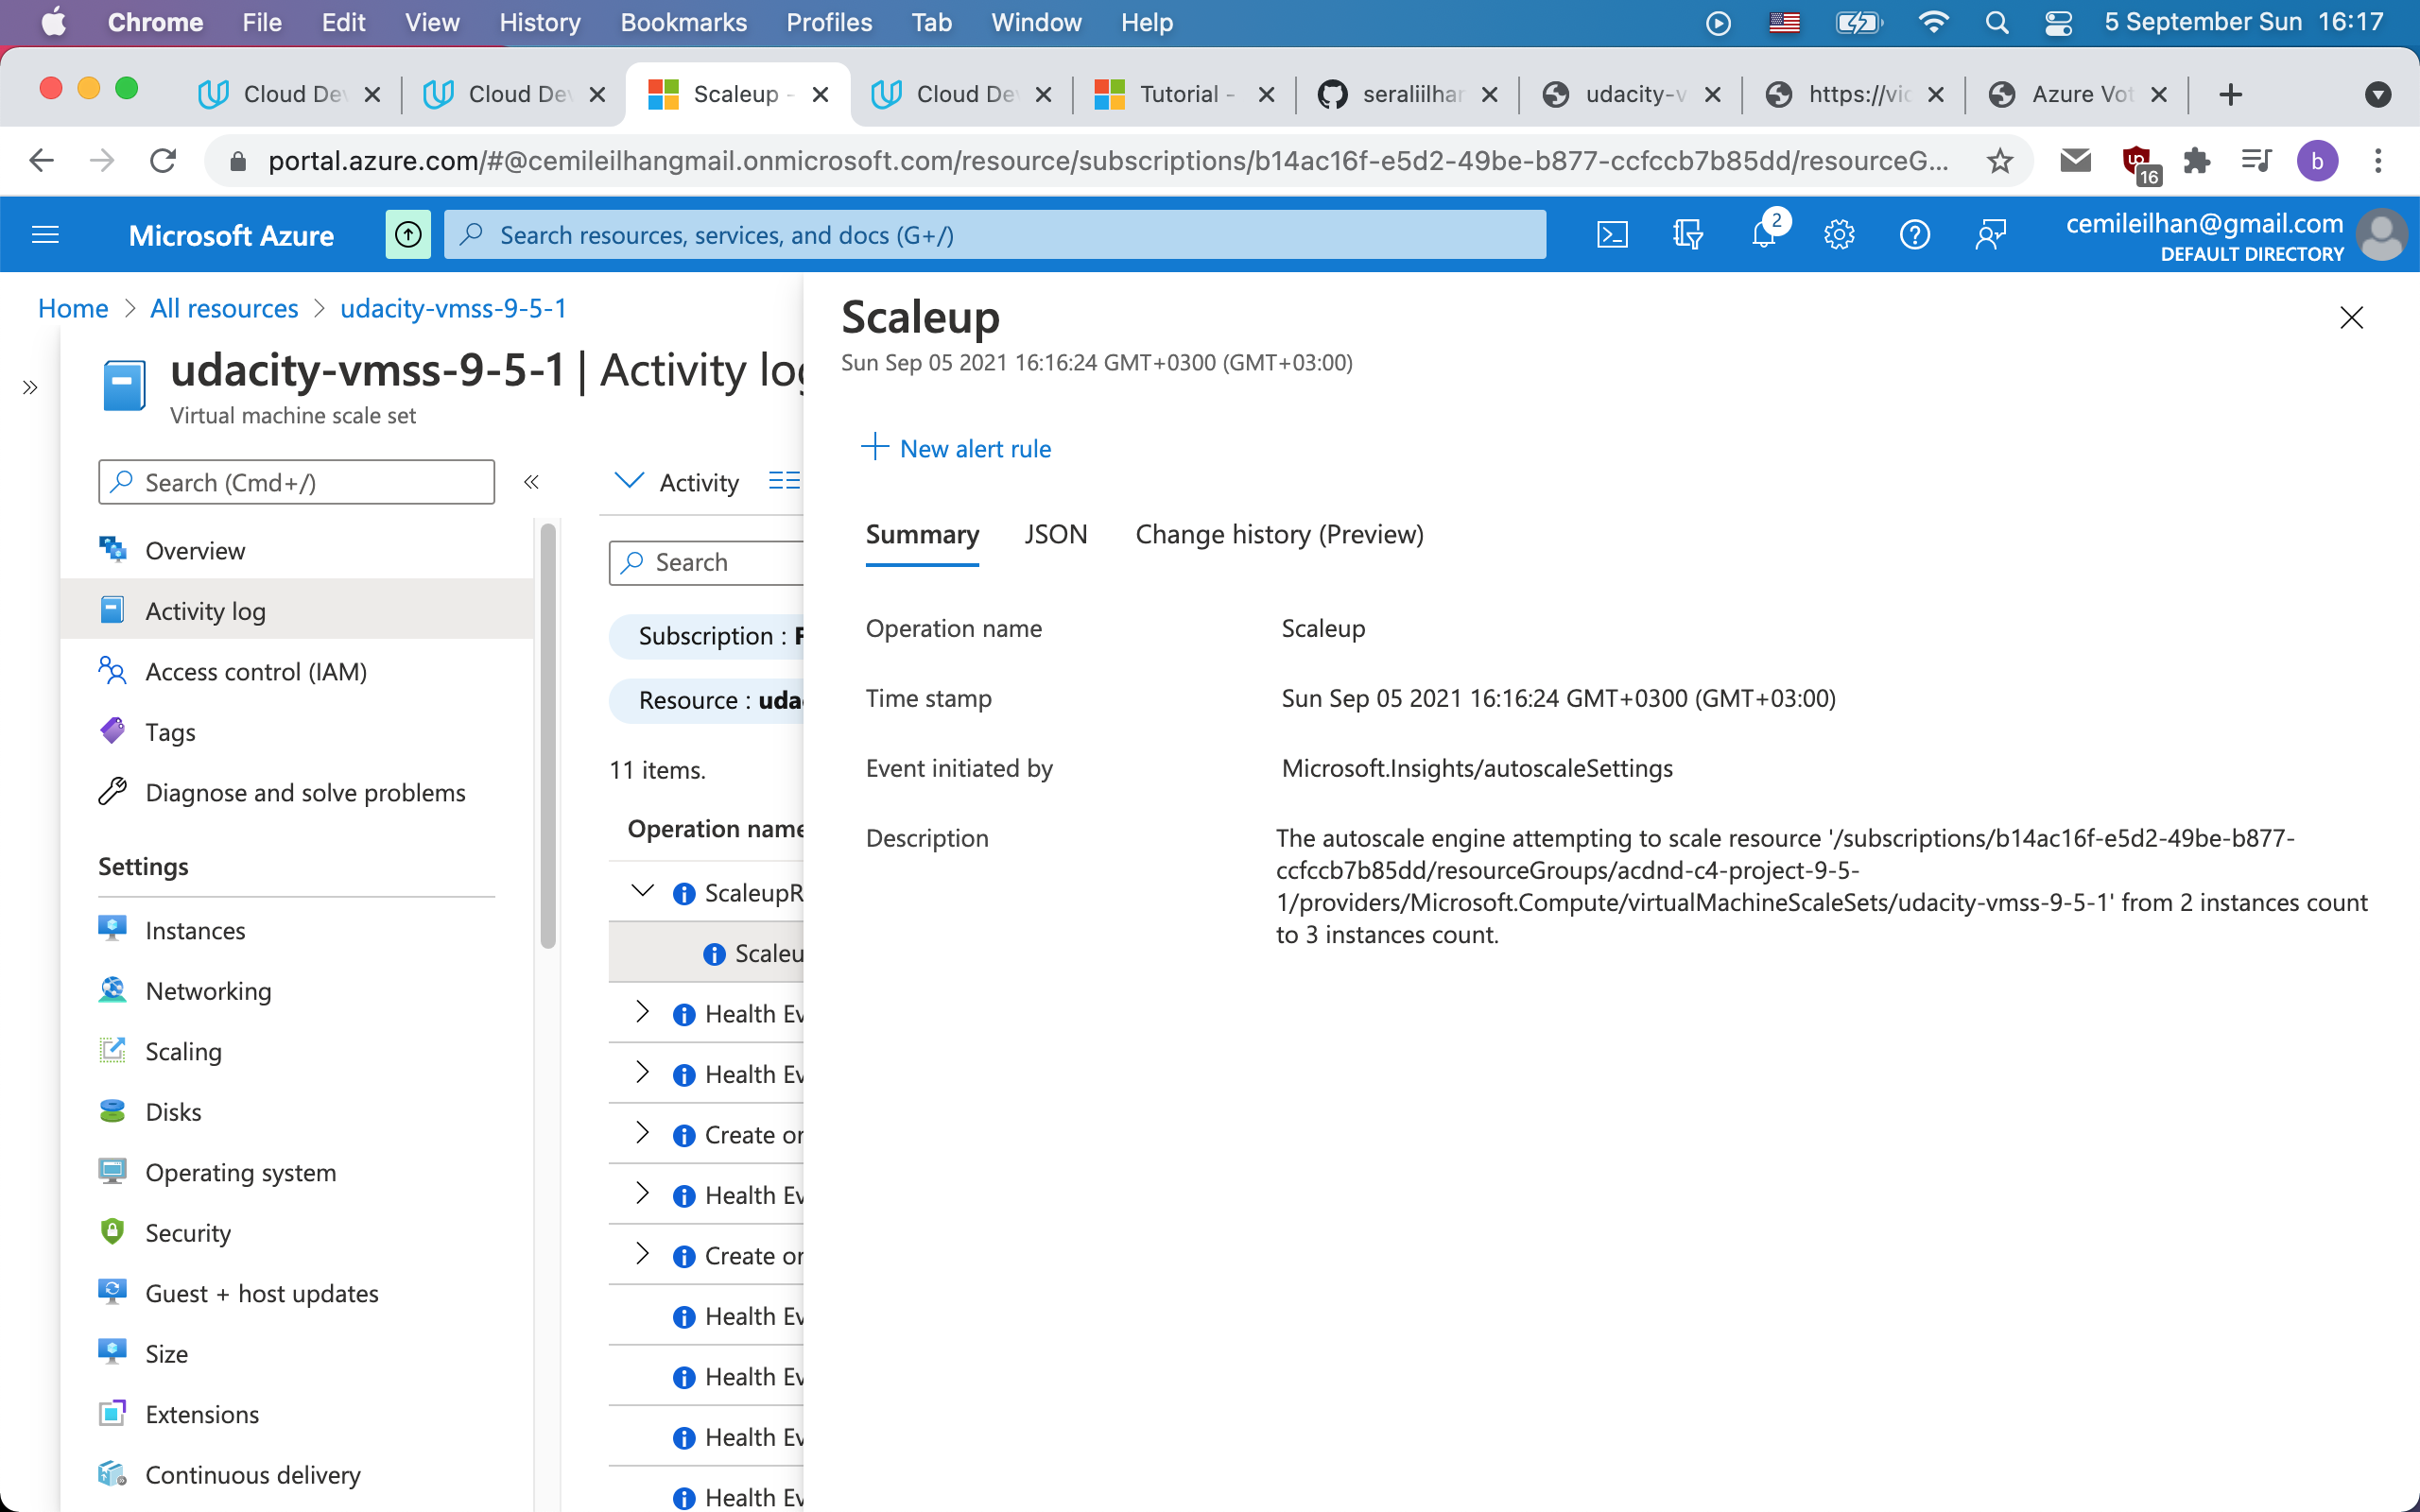 Chrome File Edit View History Bookmarks Profiles Tab Window Help 5 September Sun 16:17
Cloud De Cloud De Scaleup - Cloud De Tutorial - seraliilhan udacity-v https://vi Azure Vot
portal.azure.com/#@cemileilhangmail.onmicrosoft.com/resource/subscriptions/b14ac16f-e5d2-49be-b877-ccfccb7b85dd/resourceG... 16 b
Microsoft Azure Search resources, services, and docs (G+/) 2 cemileilhan@gmail.com
DEFAULT DIRECTORY
Home > All resources > udacity-vmss-9-5-1
udacity-vmss-9-5-1 | Activity log
Virtual machine scale set
Search (Cmd+/)
Overview
Activity log
Access control (IAM)
Tags
Diagnose and solve problems
Settings
Instances
Networking
Scaling
Disks
Operating system
Security
Guest + host updates
Size
Extensions
Continuous delivery
Activity
Search
Subscription : F
Resource : uda
11 items.
Operation name
ScaleupR
Scaleu
Health Ev
Health Ev
Create or
Health Ev
Create or
Health Ev
Health Ev
Health Ev
Health Ev
Scaleup
Sun Sep 05 2021 16:16:24 GMT+0300 (GMT+03:00)
New alert rule
Summary JSON Change history (Preview)
Operation name Scaleup
Time stamp Sun Sep 05 2021 16:16:24 GMT+0300 (GMT+03:00)
Event initiated by Microsoft.Insights/autoscaleSettings
Description The autoscale engine attempting to scale resource '/subscriptions/b14ac16f-e5d2-49be-b877-
ccfccb7b85dd/resourceGroups/acdnd-c4-project-9-5-
1/providers/Microsoft.Compute/virtualMachineScaleSets/udacity-vmss-9-5-1' from 2 instances count
to 3 instances count.